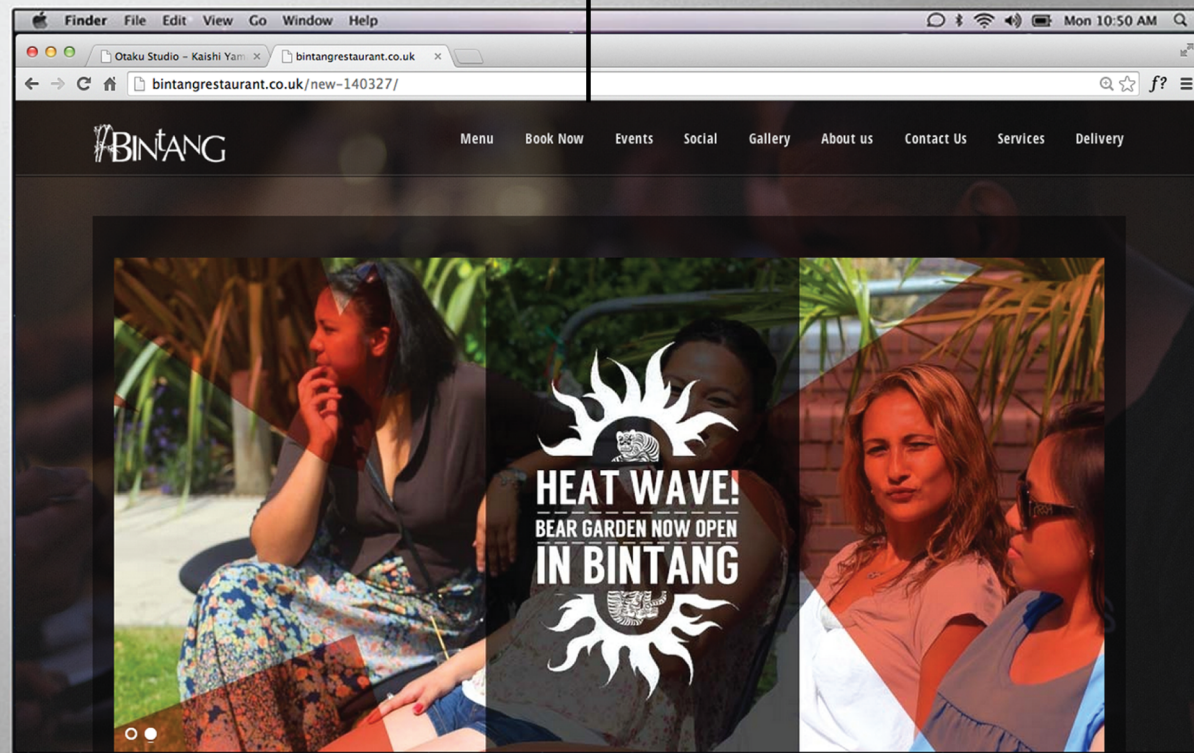 Finder File Edit View Go Window Help Mon 10:50 AM
Otaku Studio – Kaishi Yam bintangrestaurant.co.uk
bintangrestaurant.co.uk/new-140327/ f?
BINtANG Menu Book Now Events Social Gallery About us Contact Us Services Delivery
HEAT WAVE!
BEAR GARDEN NOW OPEN
IN BINTANG